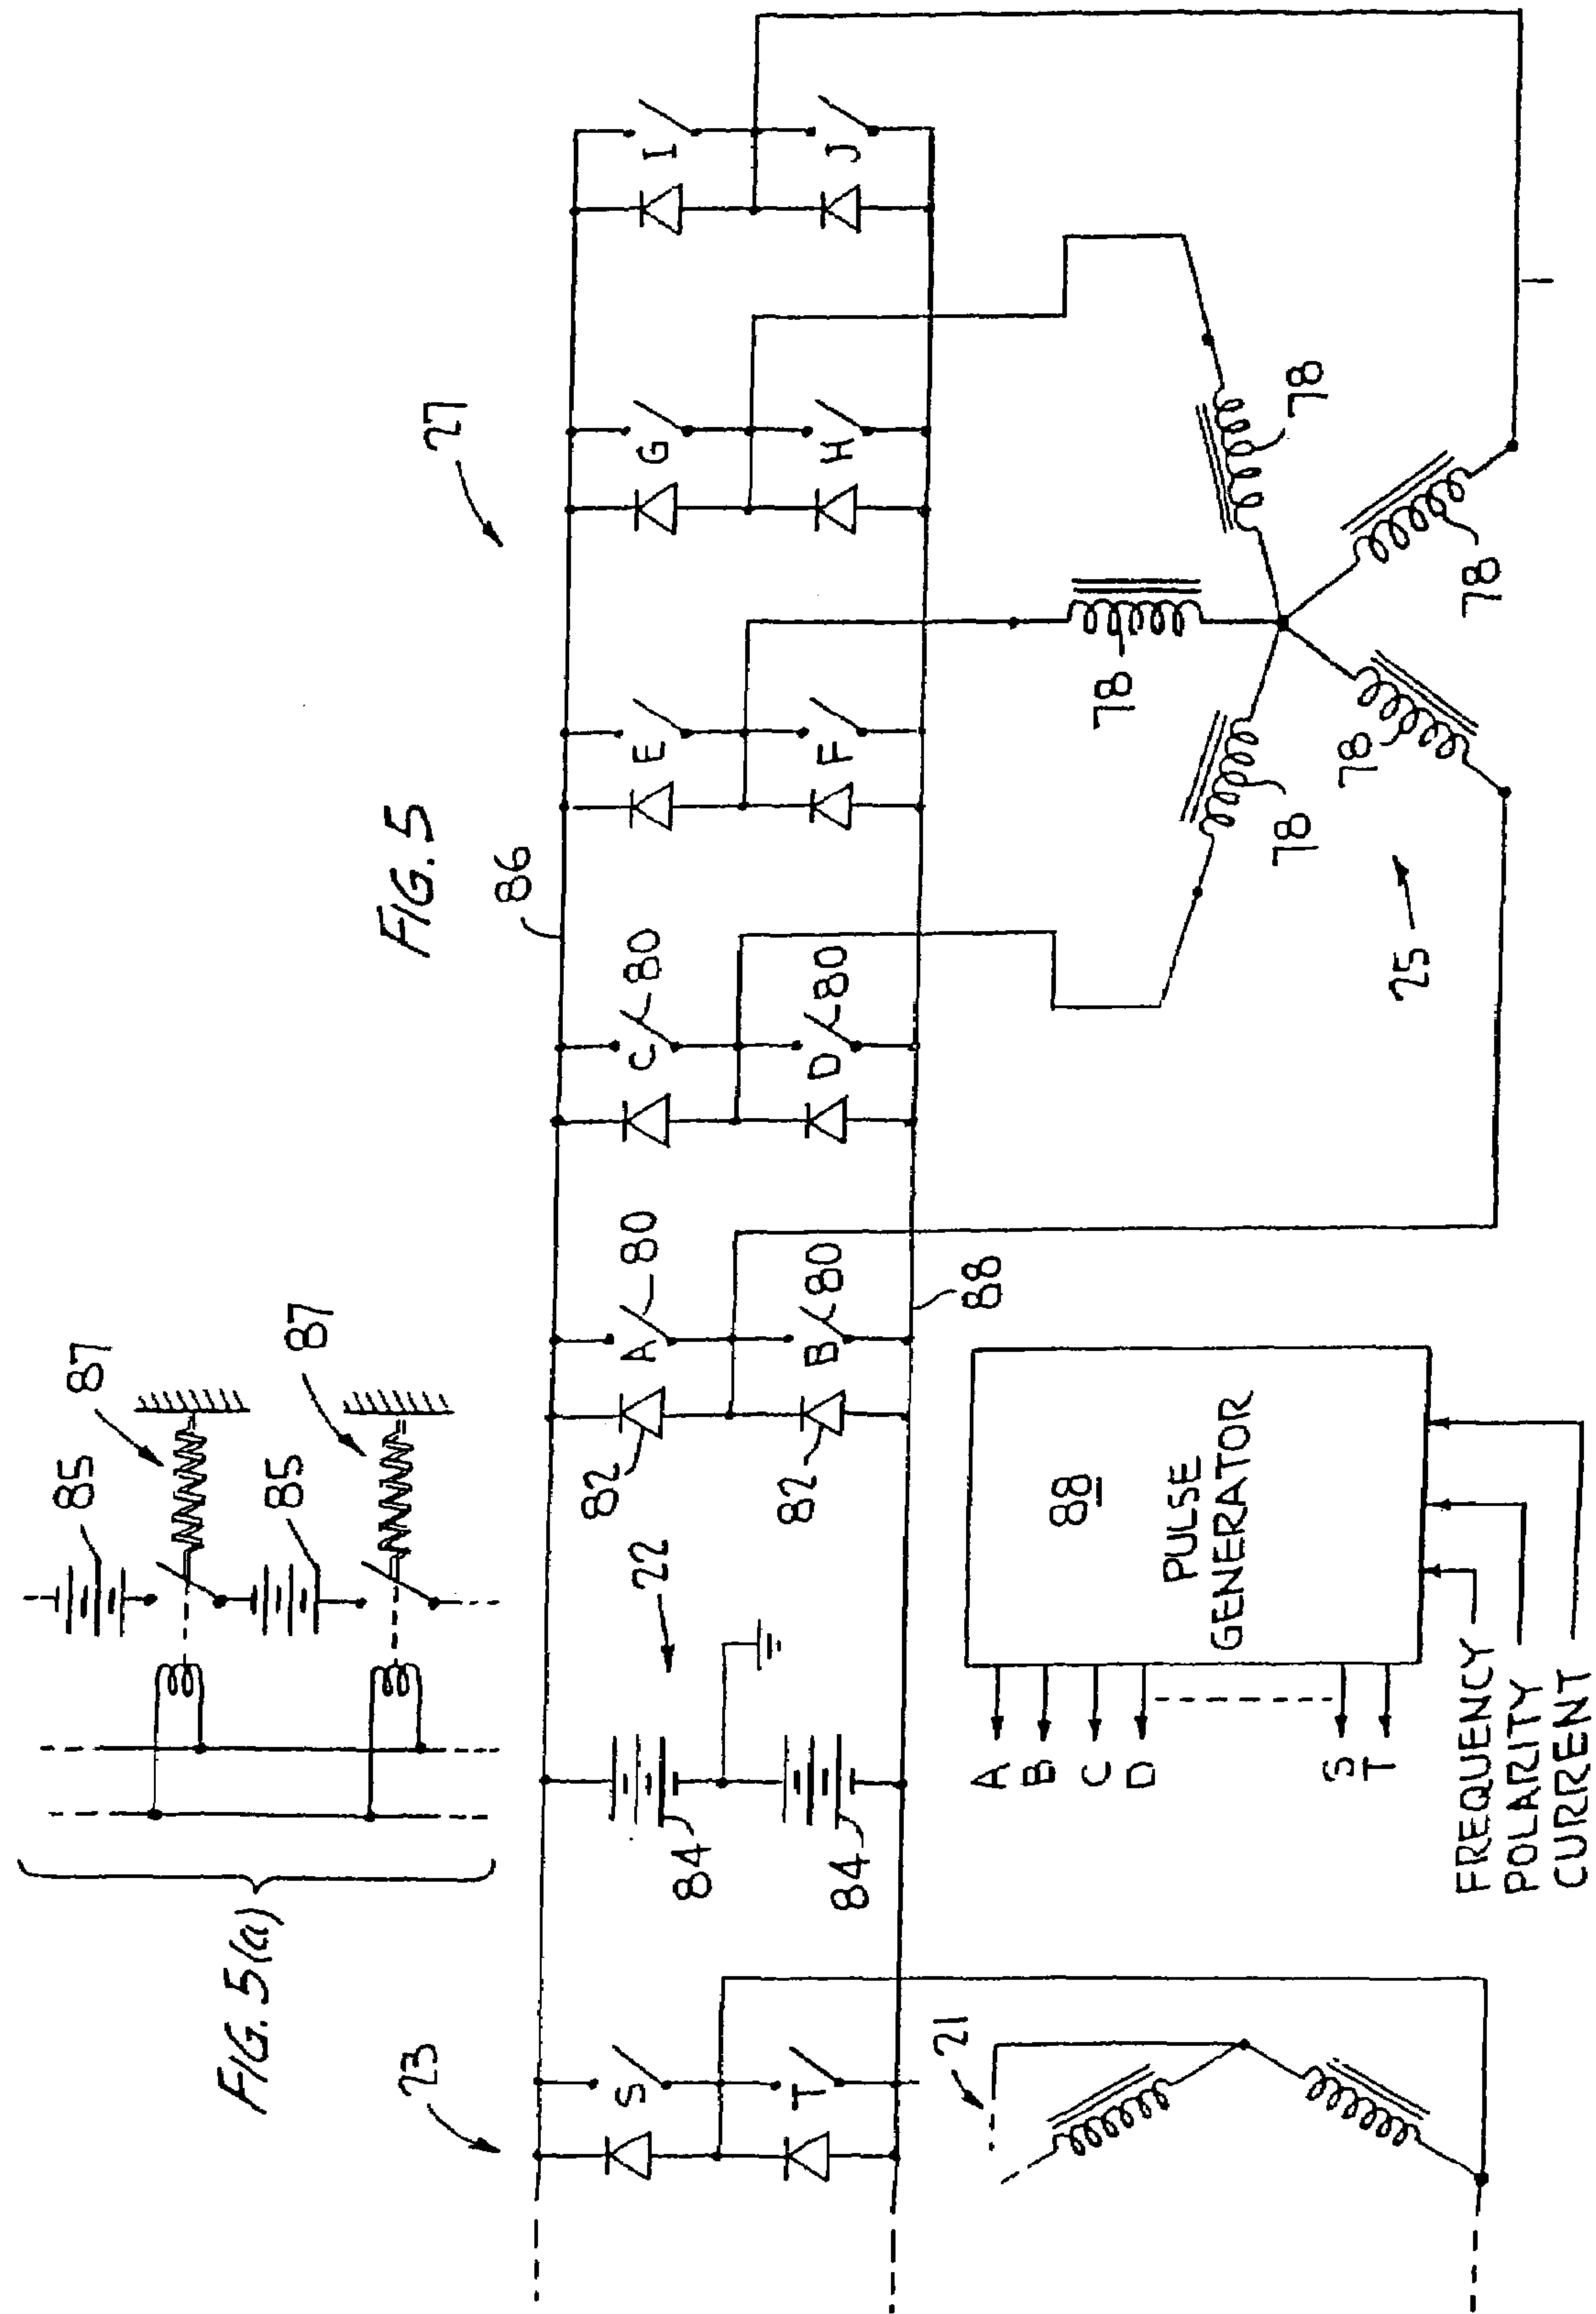 FIG. 5(a)
85
87
85
87
FIG. 5
23
22
86
27
S
T
84
84
82
82
A
80
B
80
C
80
D
80
E
F
G
H
I
J
88
21
88
PULSE
GENERATOR
A
B
C
D
S
T
FREQUENCY
POLARITY
CURRENT
25
78
78
78
78
78